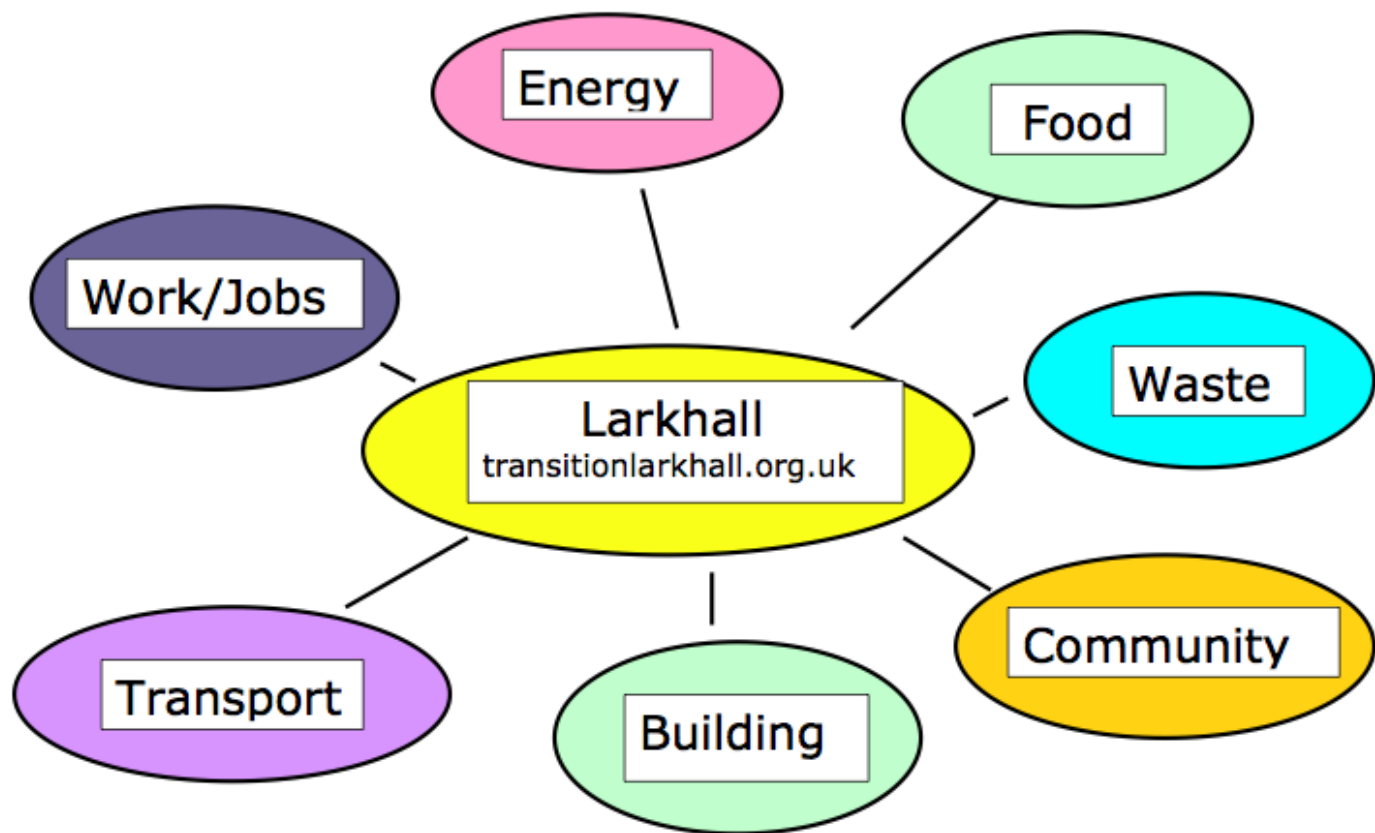 Energy
Food
Work/Jobs
Waste
Larkhall
transitionlarkhall.org.uk
Community
Transport
Building